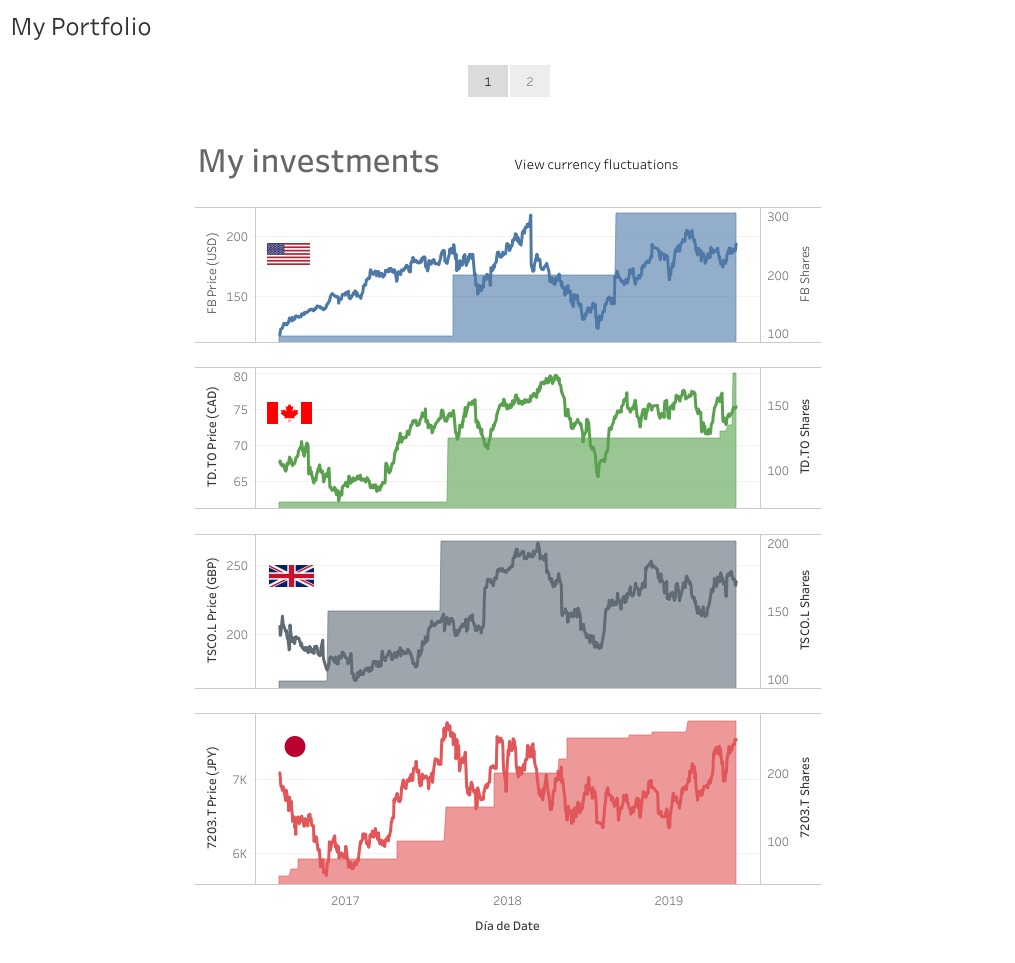 My Portfolio
1 2
My investments
View currency fluctuations
FB Price (USD)
200
150
300
200
100
FB Shares
TD.TO Price (CAD)
80
75
70
65
150
100
TD.TO Shares
TSCO.L Price (GBP)
250
200
200
150
100
TSCO.L Shares
7203.T Price (JPY)
7K
6K
200
100
7203.T Shares
2017 2018 2019
Día de Date